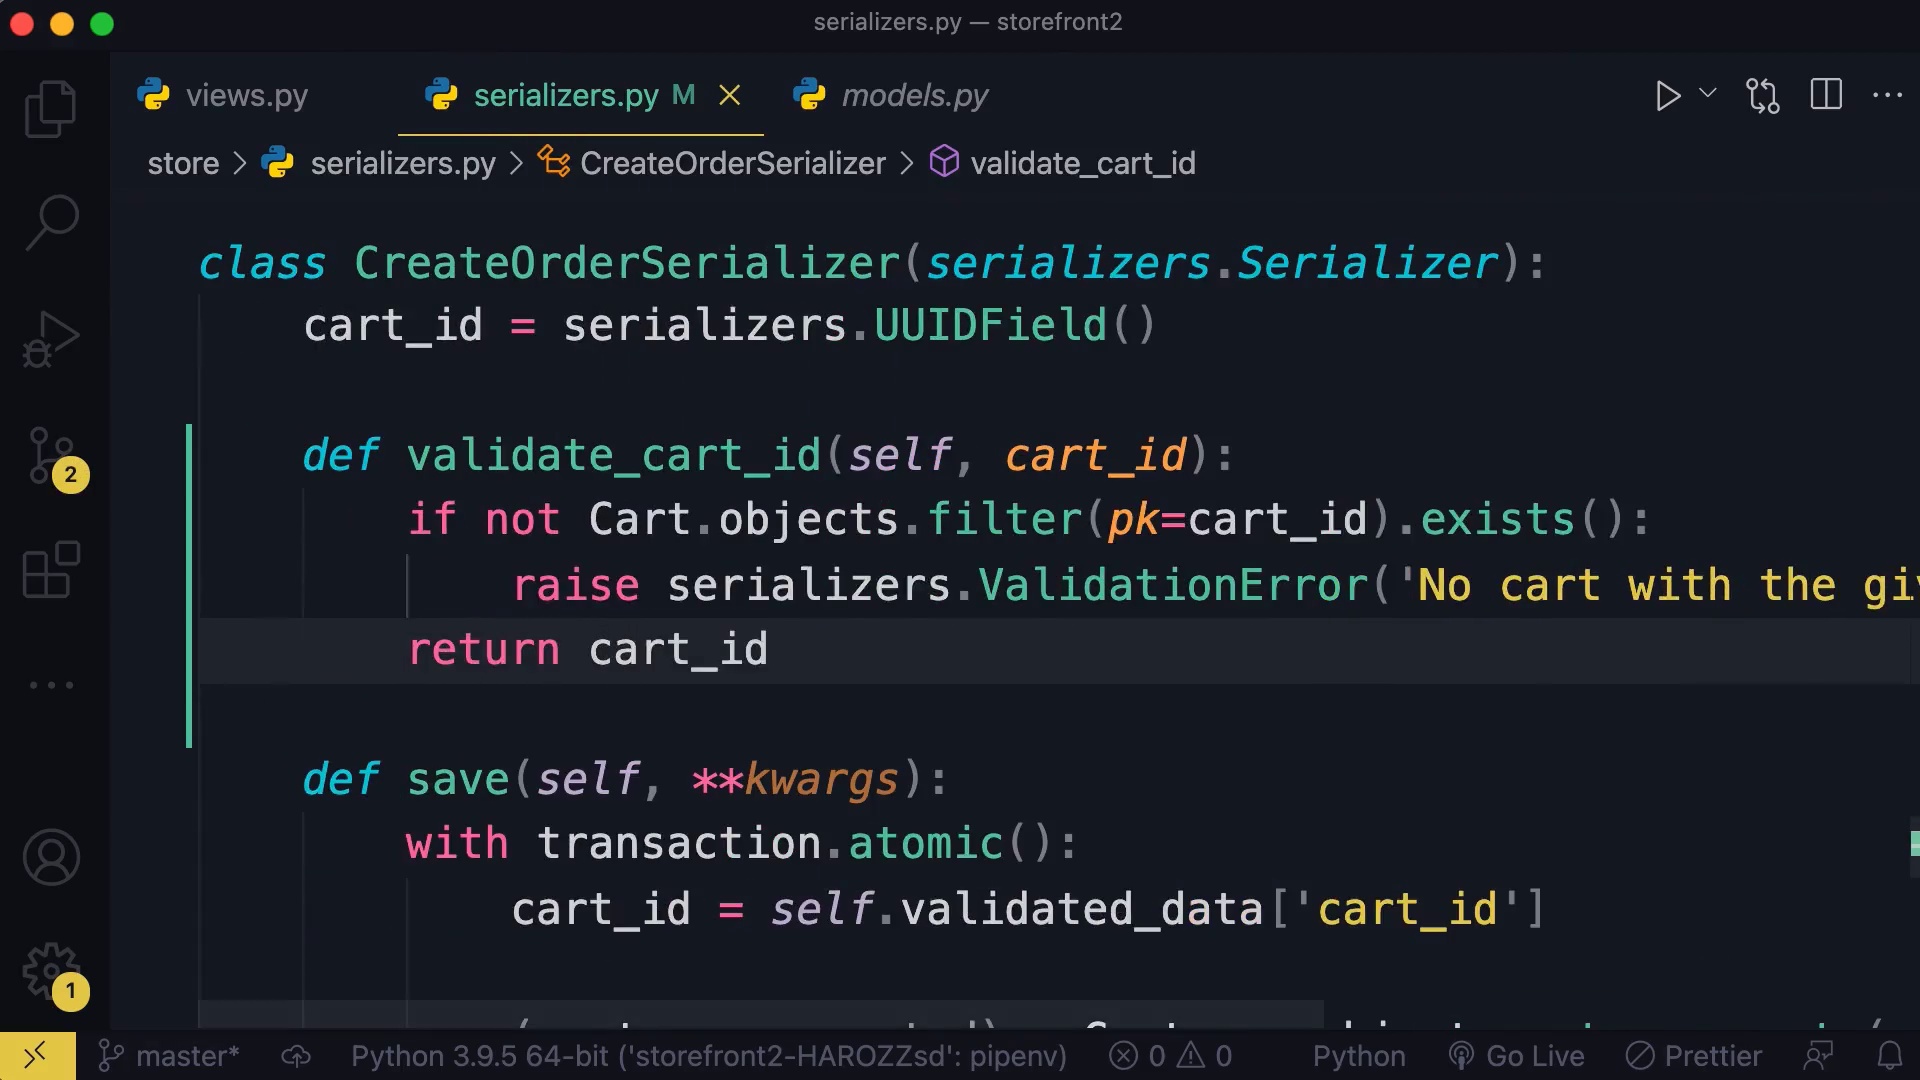 serializers.py — storefront2
views.py serializers.py M models.py
store > serializers.py > CreateOrderSerializer > validate_cart_id
class CreateOrderSerializer(serializers.Serializer):
cart_id = serializers.UUIDField()
def validate_cart_id(self, cart_id):
if not Cart.objects.filter(pk=cart_id).exists():
raise serializers.ValidationError('No cart with the
return cart_id
2
def save(self, **kwargs):
with transaction.atomic():
cart_id = self.validated_data['cart_id']
1
master* Python 3.9.5 64-bit ('storefront2-HAROZZsd': pipenv) 0 0 Python Go Live Prettier